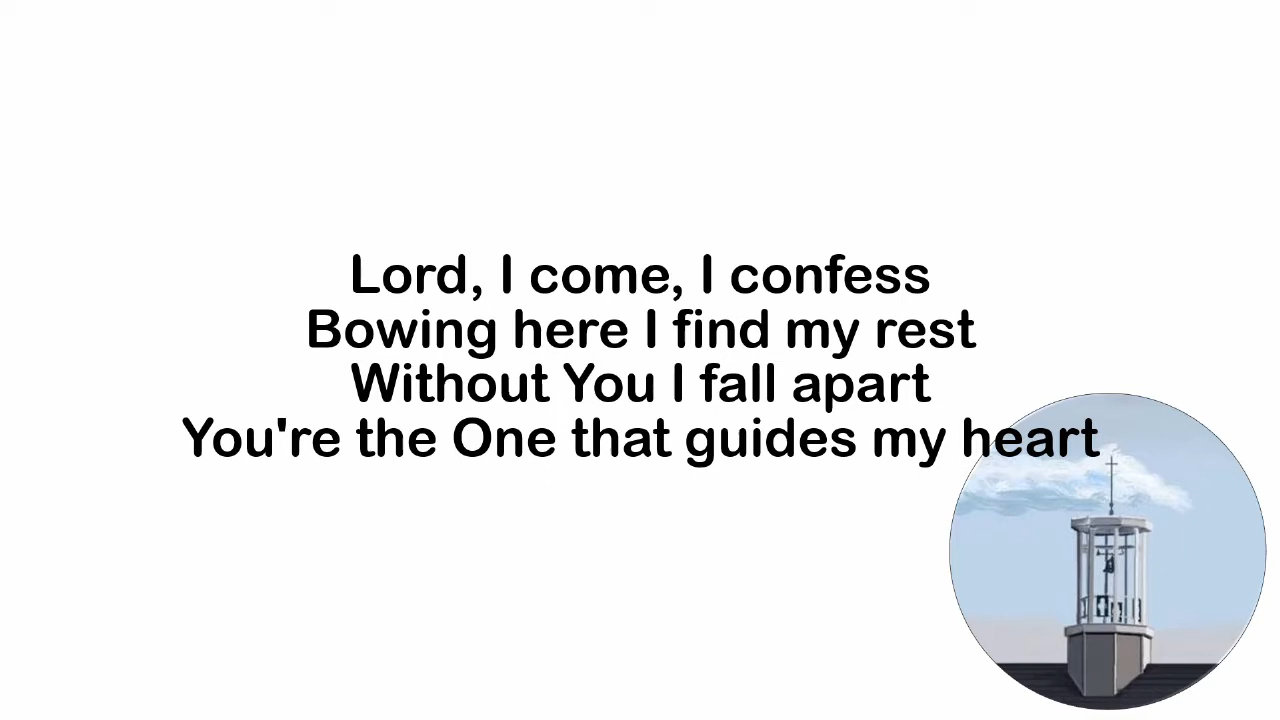 Lord, I come, I confess
Bowing here I find my rest
Without You I fall apart
You're the One that guides my heart